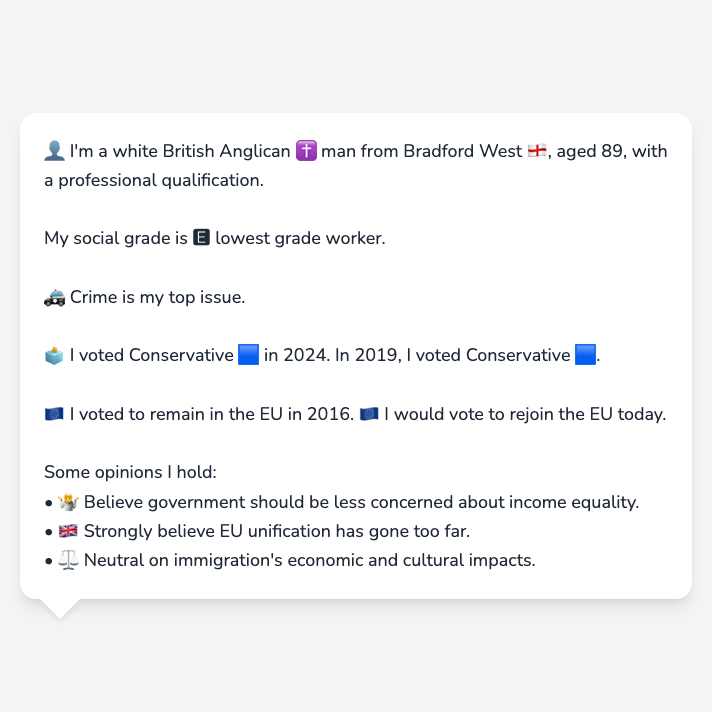 👤 I'm a white British Anglican ✝️ man from Bradford West 🏴󠁧󠁢󠁥󠁮󠁧󠁿, aged 89, with
a professional qualification.
My social grade is 🅴 lowest grade worker.
🚓 Crime is my top issue.
🗳️ I voted Conservative 🟦 in 2024. In 2019, I voted Conservative 🟦.
🇪🇺 I voted to remain in the EU in 2016. 🇪🇺 I would vote to rejoin the EU today.
Some opinions I hold:
• 🤷 Believe government should be less concerned about income equality.
• 🇬🇧 Strongly believe EU unification has gone too far.
• ⚖️ Neutral on immigration's economic and cultural impacts.